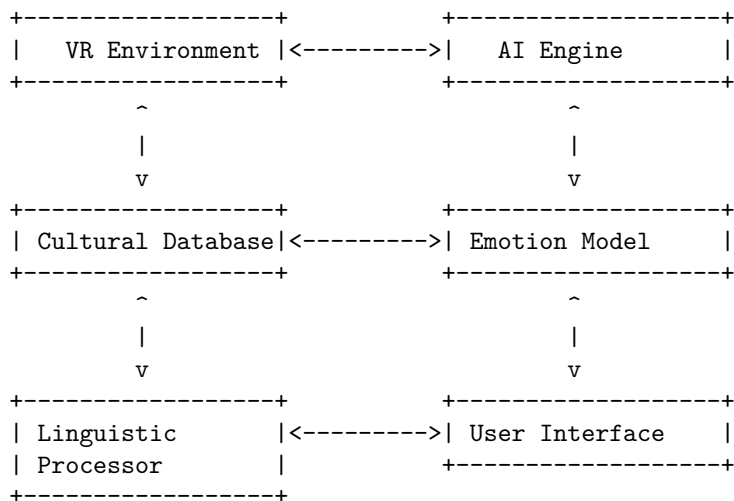 VR Environment
AI Engine
Cultural Database
Emotion Model
Linguistic
Processor
User Interface